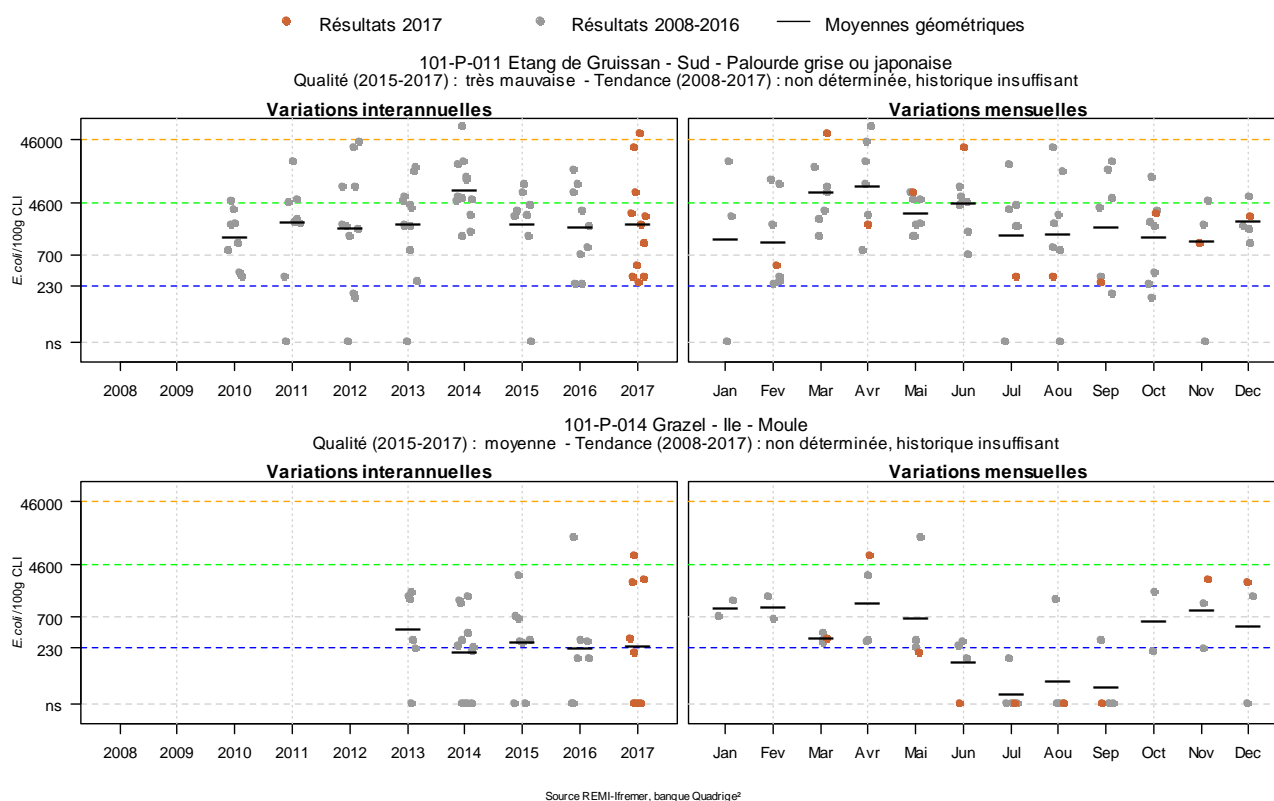 Résultats 2017 Résultats 2008-2016 Moyennes géométriques
101-P-011 Etang de Gruissan - Sud - Palourde grise ou japonaise
Qualité (2015-2017) : très mauvaise - Tendance (2008-2017) : non déterminée, historique insuffisant
Variations interannuelles Variations mensuelles
46000
4600
700
230
ns
E.coli/100g CLI
2008 2009 2010 2011 2012 2013 2014 2015 2016 2017 Jan Fev Mar Avr Mai Jun Jul Aou Sep Oct Nov Dec
101-P-014 Grazel - Ile - Moule
Qualité (2015-2017) : moyenne - Tendance (2008-2017) : non déterminée, historique insuffisant
Variations interannuelles Variations mensuelles
46000
4600
700
230
ns
E.coli/100g CLI
2008 2009 2010 2011 2012 2013 2014 2015 2016 2017 Jan Fev Mar Avr Mai Jun Jul Aou Sep Oct Nov Dec
Source REMI-Ifremer, banque Quadrige²